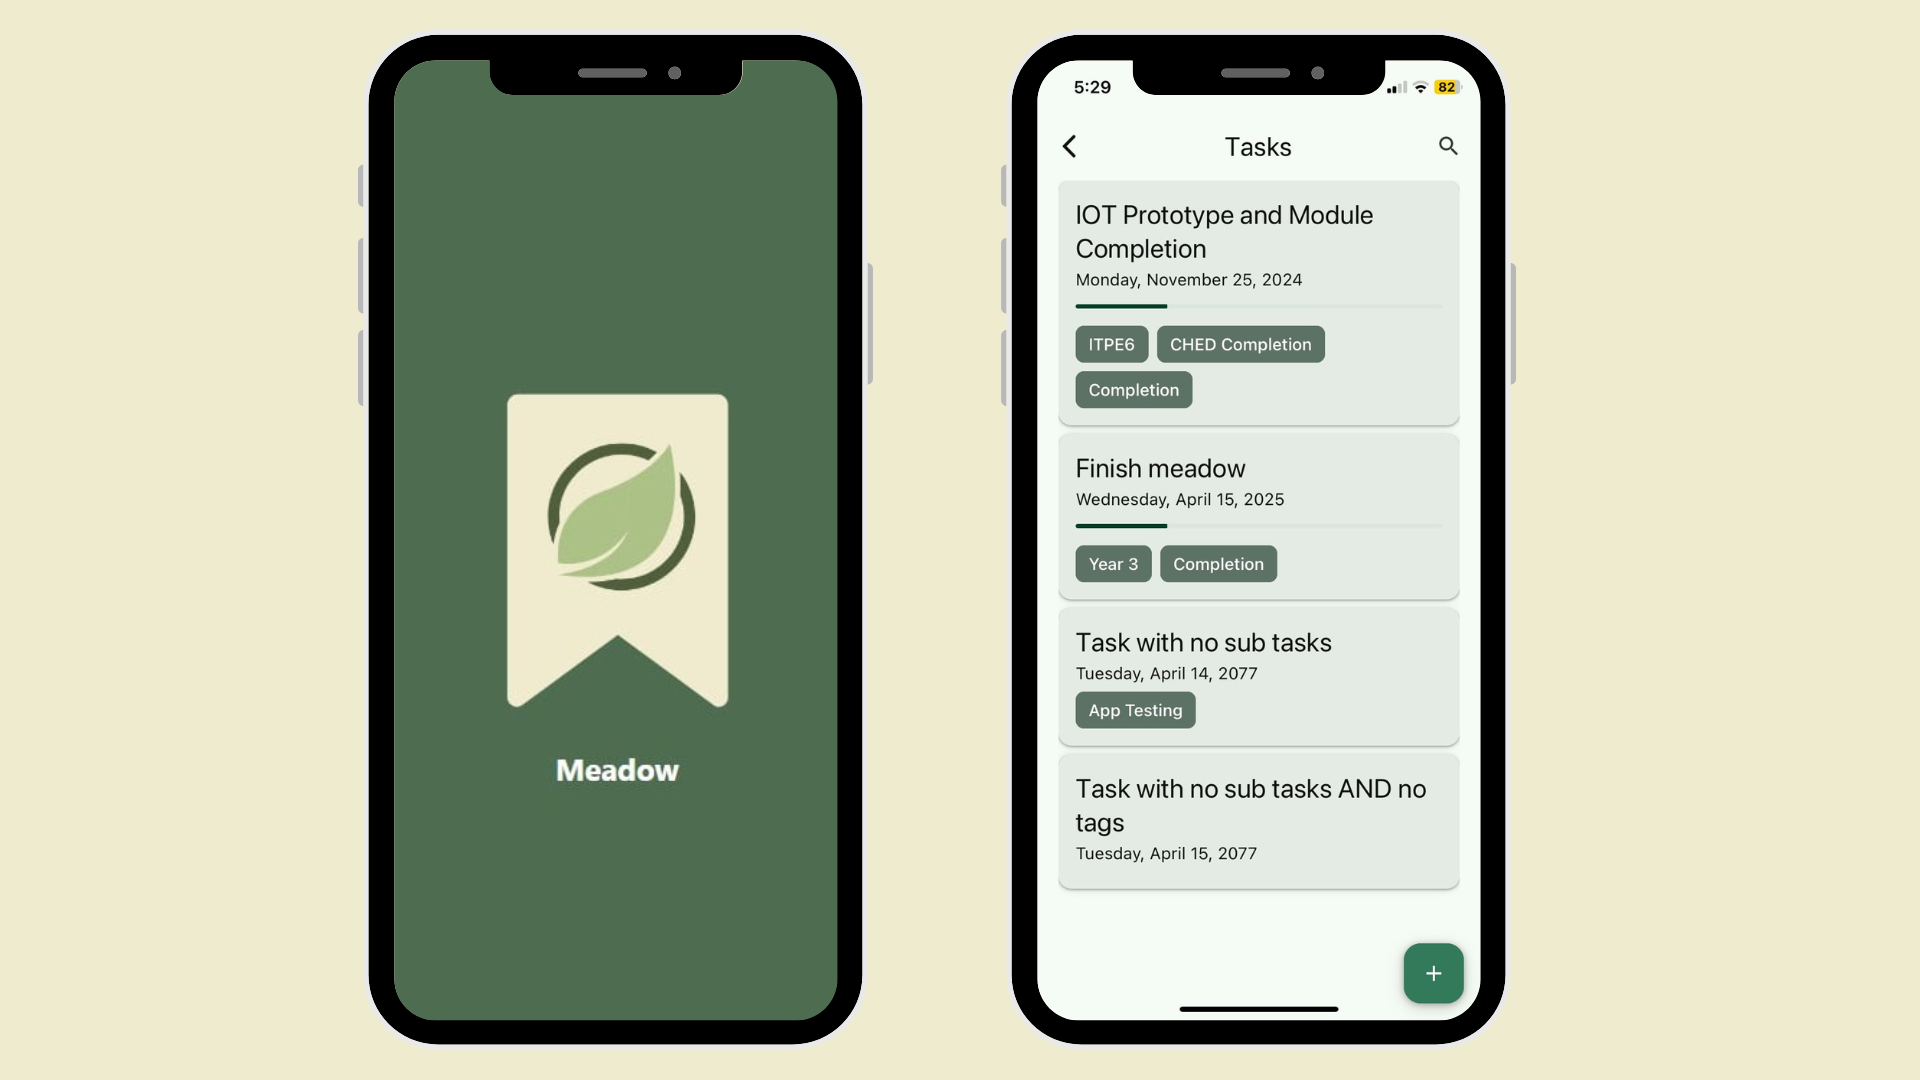 Meadow
5:29
82
Tasks
IOT Prototype and Module
Completion
Monday, November 25, 2024
ITPE6
CHED Completion
Completion
Finish meadow
Wednesday, April 15, 2025
Year 3
Completion
Task with no sub tasks
Tuesday, April 14, 2077
App Testing
Task with no sub tasks AND no
tags
Tuesday, April 15, 2077
+